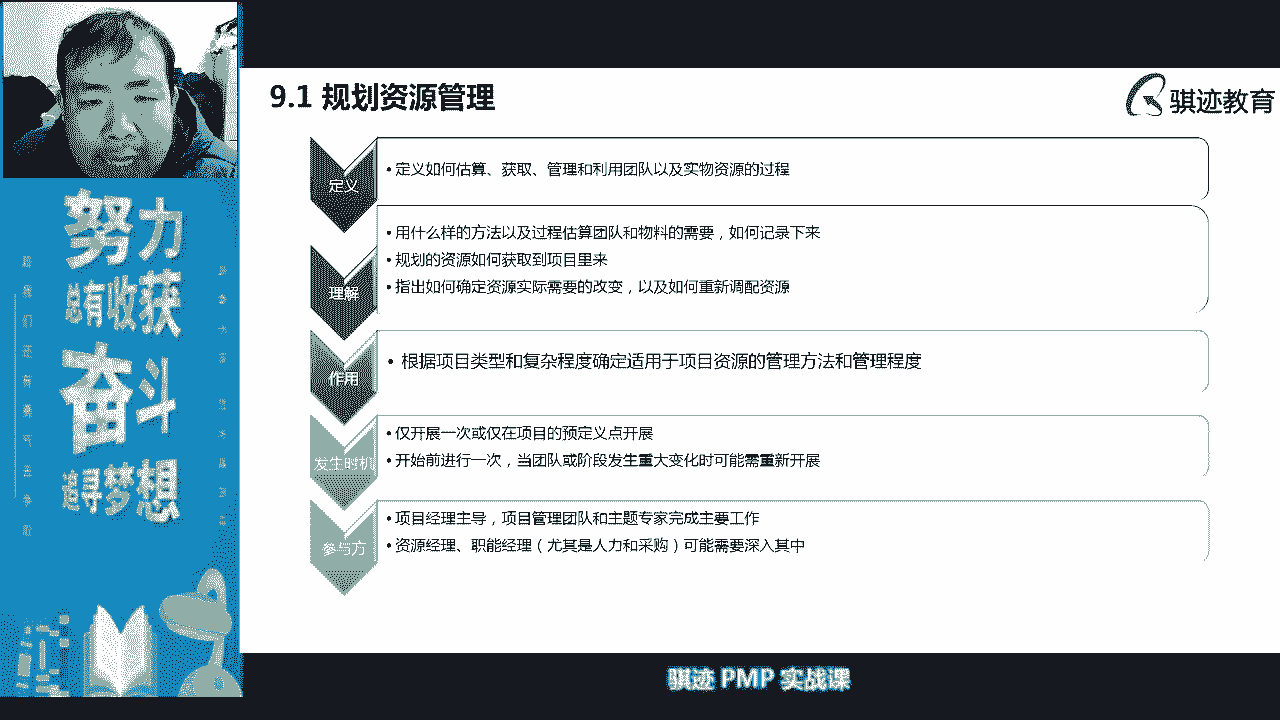 9.1 规划资源管理
骐迹教育
定义
• 定义如何估算、获取、管理和利用团队以及实物资源的过程
理解
• 用什么样的方法以及过程估算团队和物料的需要，如何记录下来
• 规划的资源如何获取到项目里来
• 指出如何确定资源实际需要的改变，以及如何重新调配资源
作用
• 根据项目类型和复杂程度确定适用于项目资源的管理方法和管理程度
发生时机
• 仅开展一次或仅在项目的预定义点开展
• 开始前进行一次，当团队或阶段发生重大变化时可能需重新开展
参与方
• 项目经理主导，项目管理团队和主题专家完成主要工作
• 资源经理、职能经理（尤其是人力和采购）可能需要深入其中
努力
总有收获
奋斗
追寻梦想
骐迹 PMP 实战课